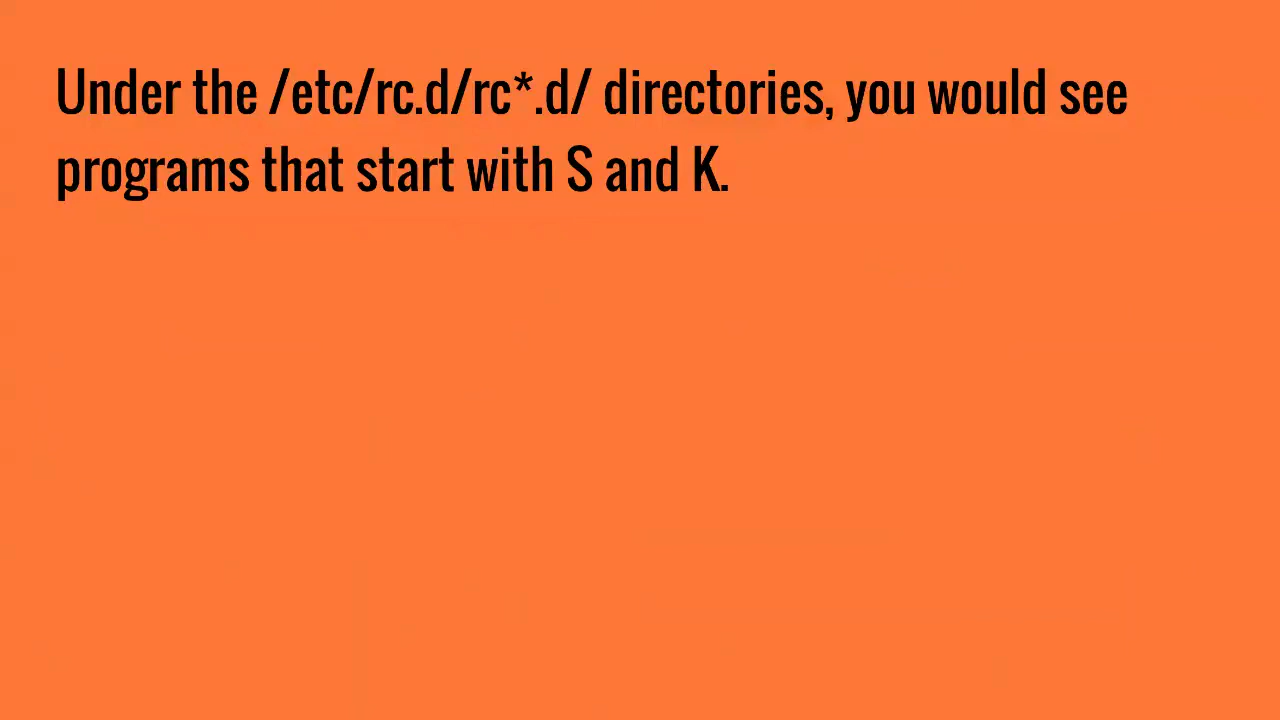 Under the /etc/rc.d/rc*.d/ directories, you would see
programs that start with S and K.